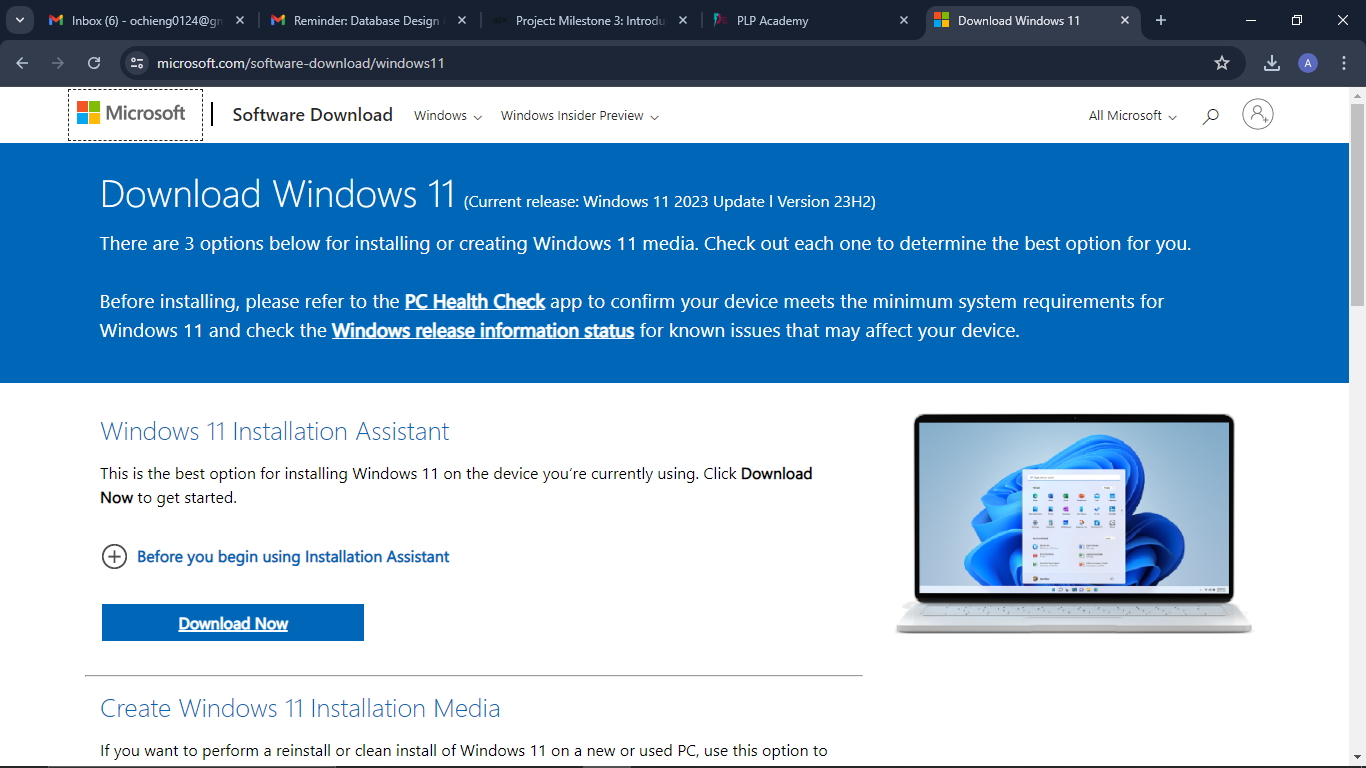 Inbox (6) - ochieng0124@gm
Reminder: Database Design
Project: Milestone 3: Introdu
PLP Academy
Download Windows 11
microsoft.com/software-download/windows11
A
Microsoft
Software Download
Windows
Windows Insider Preview
All Microsoft
Download Windows 11 (Current release: Windows 11 2023 Update l Version 23H2)
There are 3 options below for installing or creating Windows 11 media. Check out each one to determine the best option for you.
Before installing, please refer to the PC Health Check app to confirm your device meets the minimum system requirements for
Windows 11 and check the Windows release information status for known issues that may affect your device.
Windows 11 Installation Assistant
This is the best option for installing Windows 11 on the device you're currently using. Click Download
Now to get started.
Before you begin using Installation Assistant
Download Now
Create Windows 11 Installation Media
If you want to perform a reinstall or clean install of Windows 11 on a new or used PC, use this option to